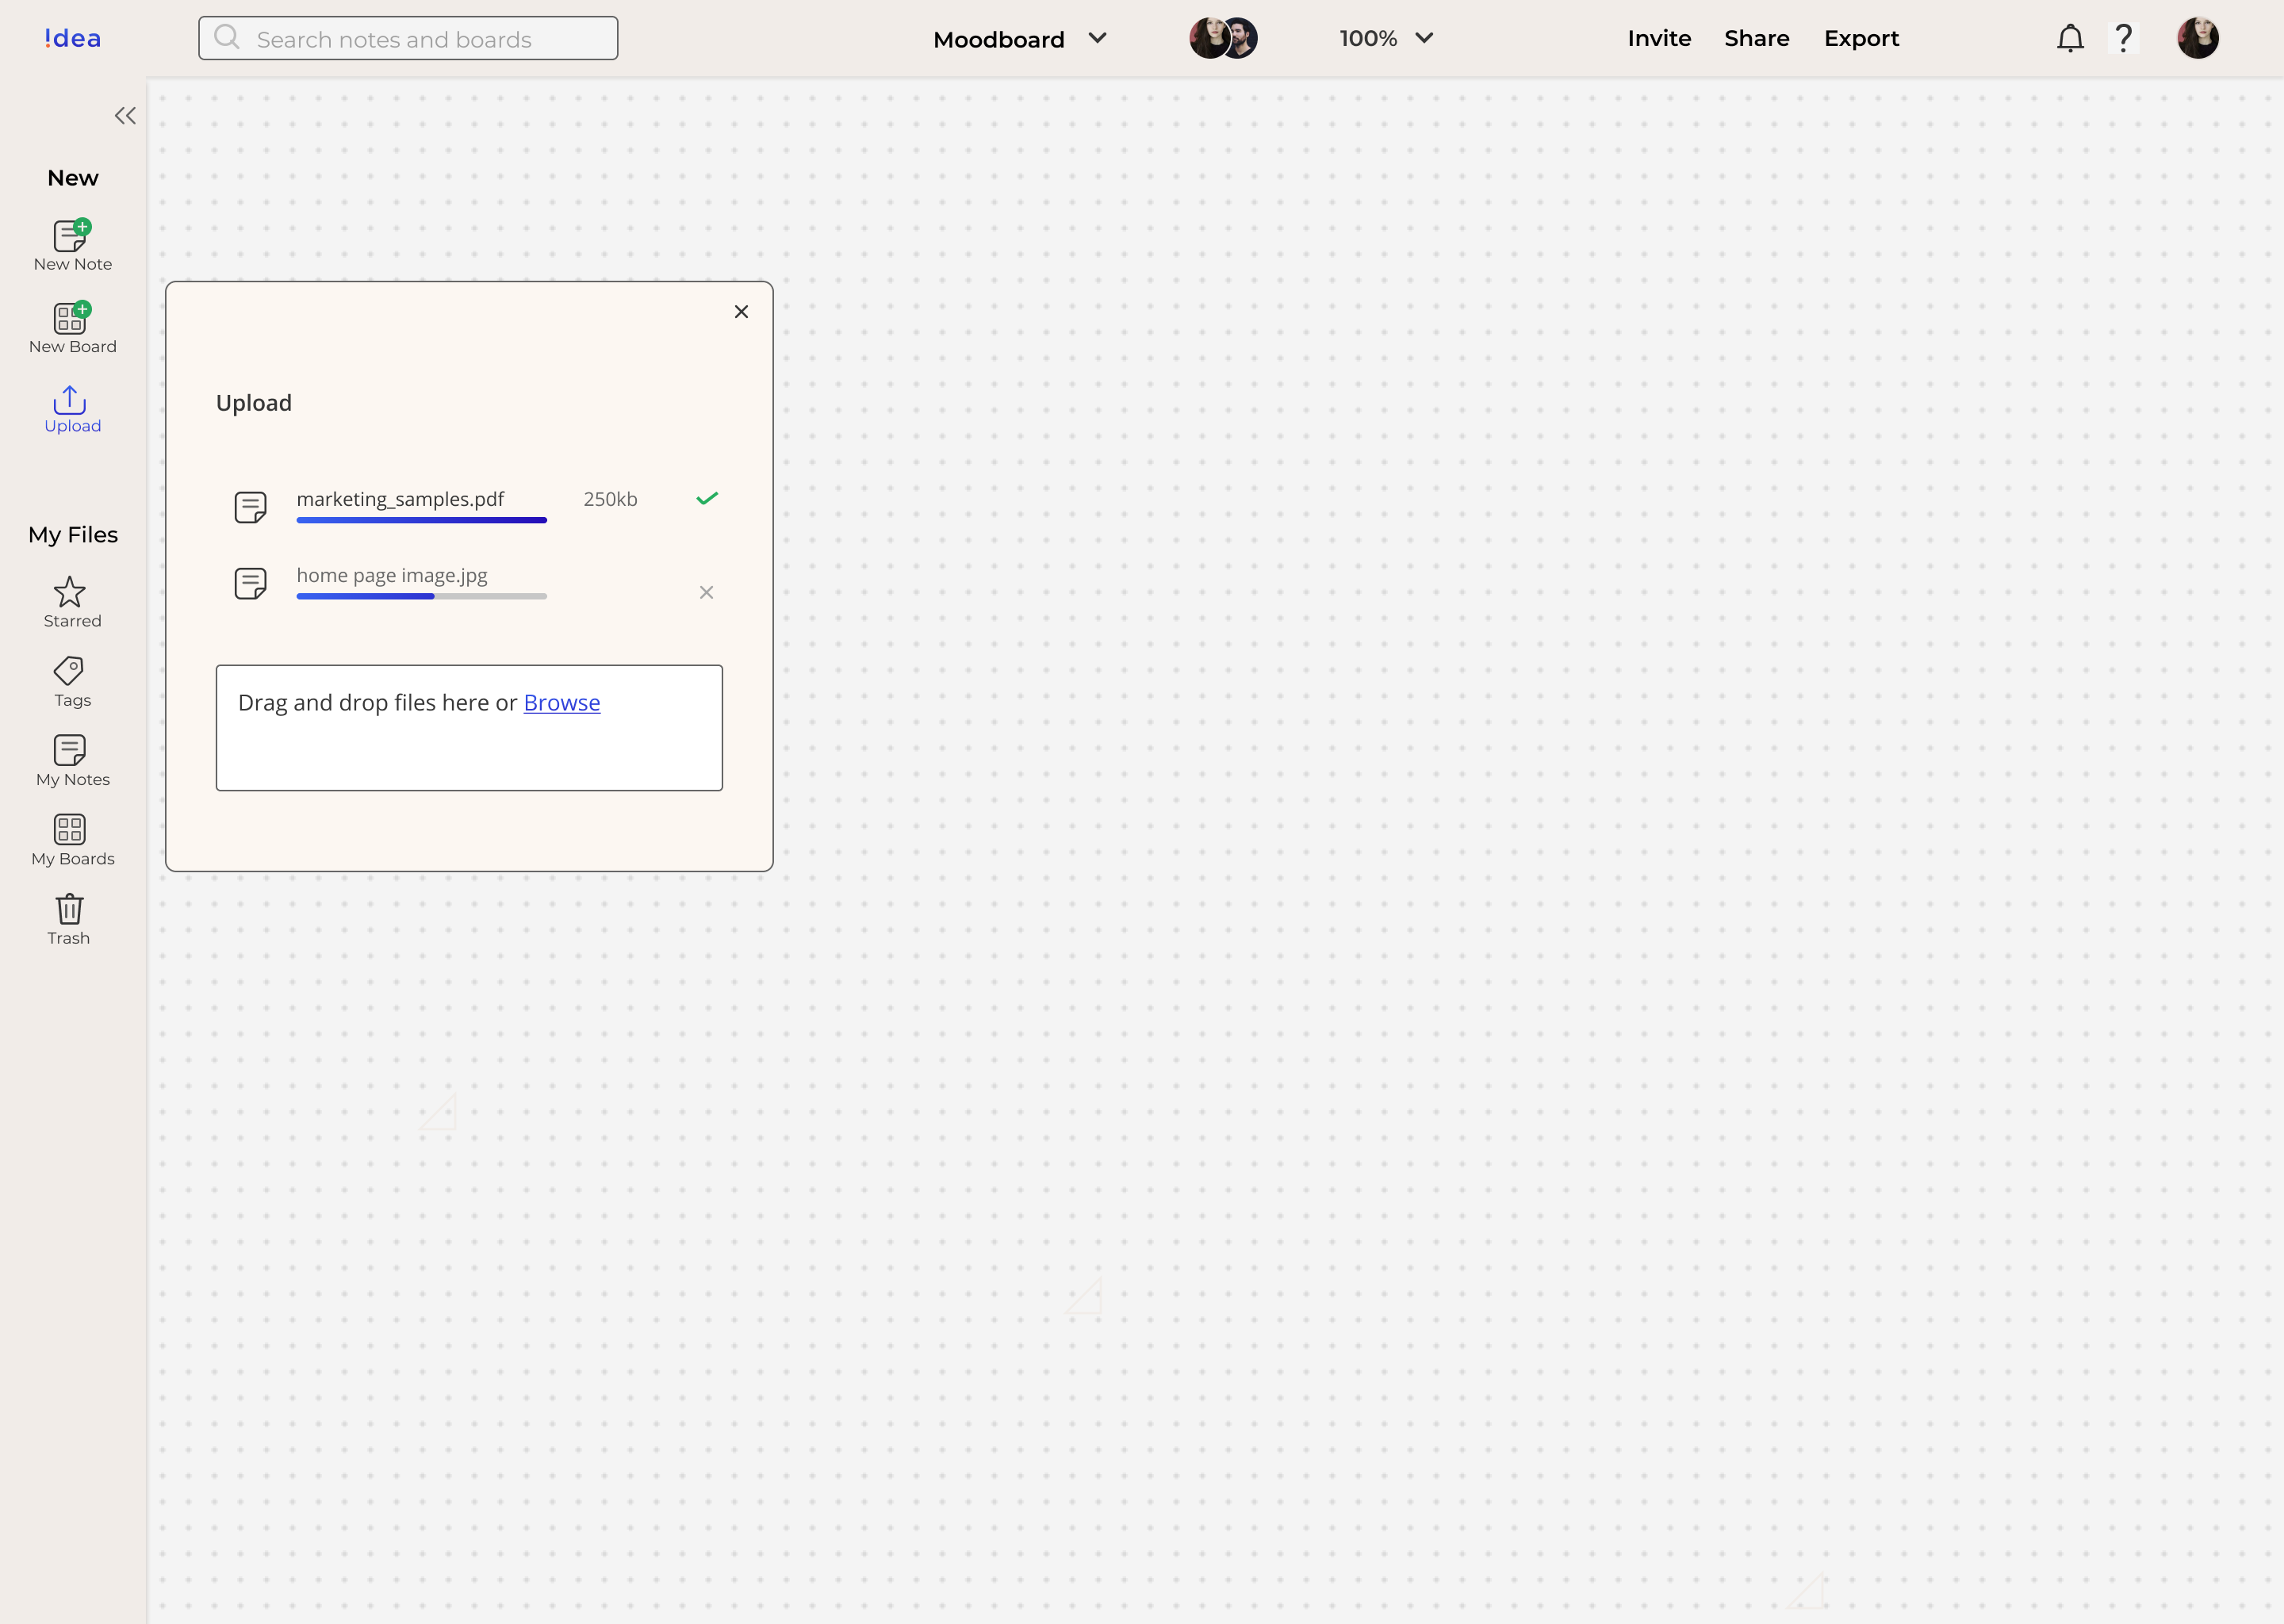 !dea
Search notes and boards
Moodboard
100%
Invite
Share
Export
?
New
New Note
New Board
Upload
My Files
Starred
Tags
My Notes
My Boards
Trash
Upload
marketing_samples.pdf
250kb
home page image.jpg
Drag and drop files here or Browse